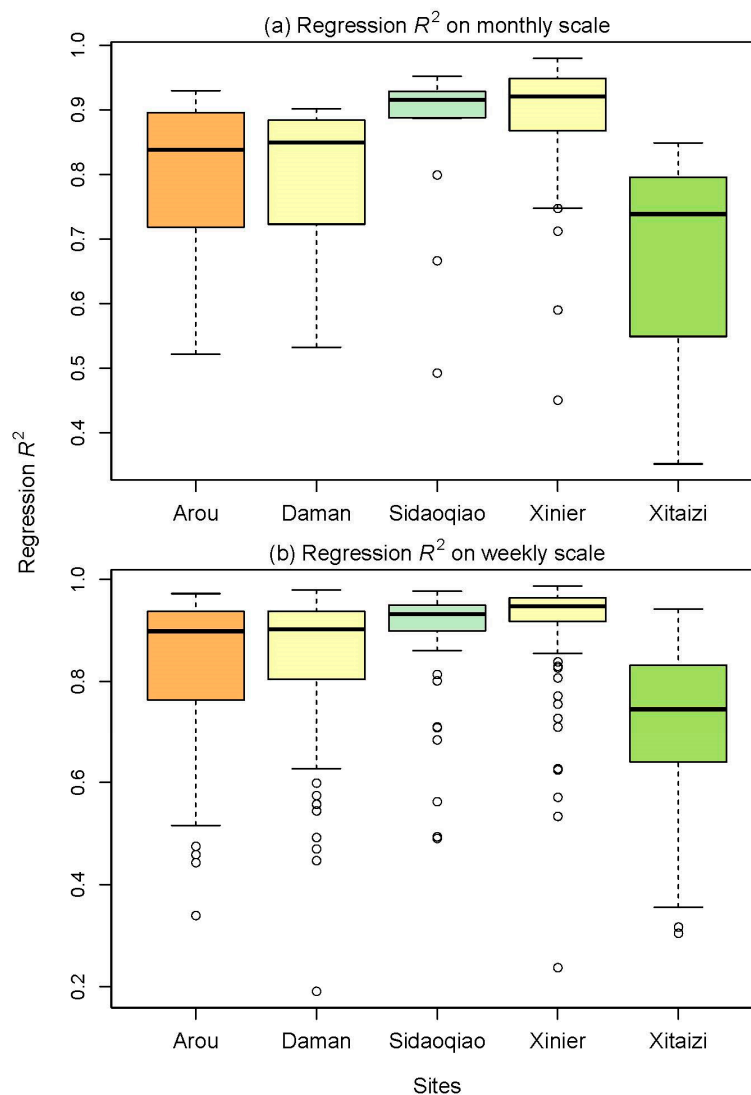 (a) Regression R² on monthly scale
1.0
0.9
0.8
0.7
0.6
0.5
0.4
Arou Daman Sidaoqiao Xinier Xitaizi
Regression R²
(b) Regression R² on weekly scale
1.0
0.8
0.6
0.4
0.2
Arou Daman Sidaoqiao Xinier Xitaizi
Sites